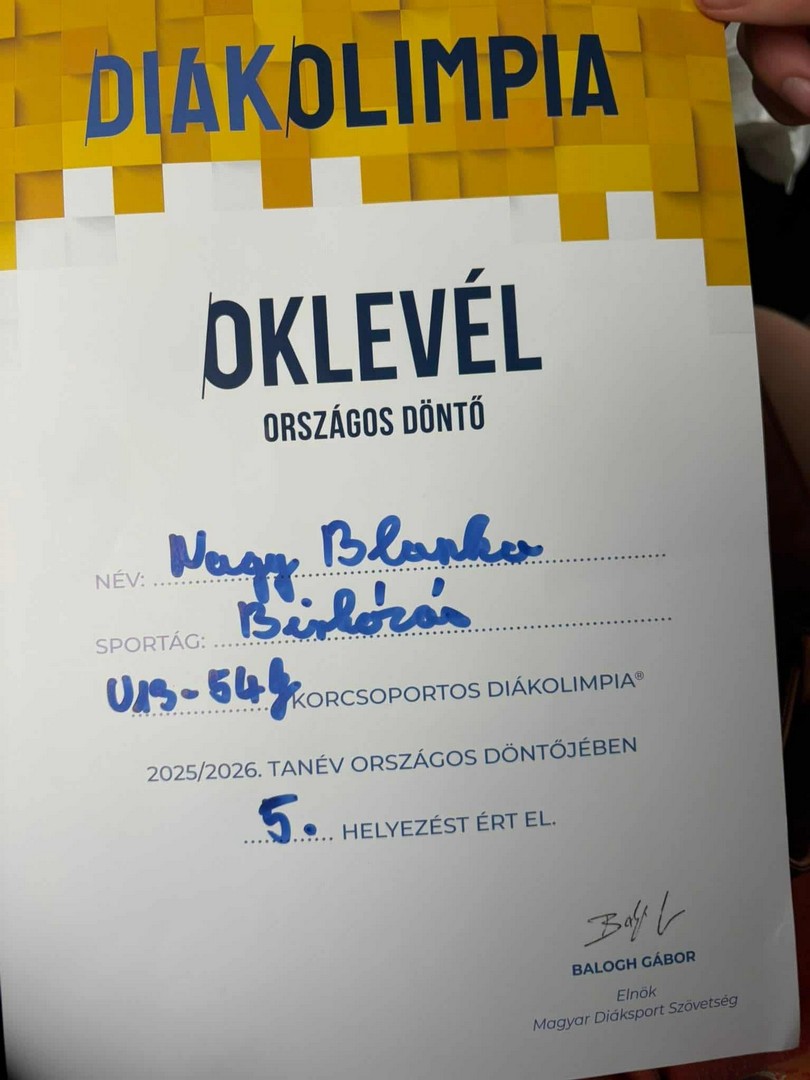 DIÁKOLIMPIA
OKLEVÉL
ORSZÁGOS DÖNTŐ
NÉV: Nagy Blanka
SPORTÁG: Birkózás
U13-54kg KORCSOPORTOS DIÁKOLIMPIA®
2025/2026. TANÉV ORSZÁGOS DÖNTŐJÉBEN
5. HELYEZÉST ÉRT EL.
BALOGH GÁBOR
Elnök
Magyar Diáksport Szövetség